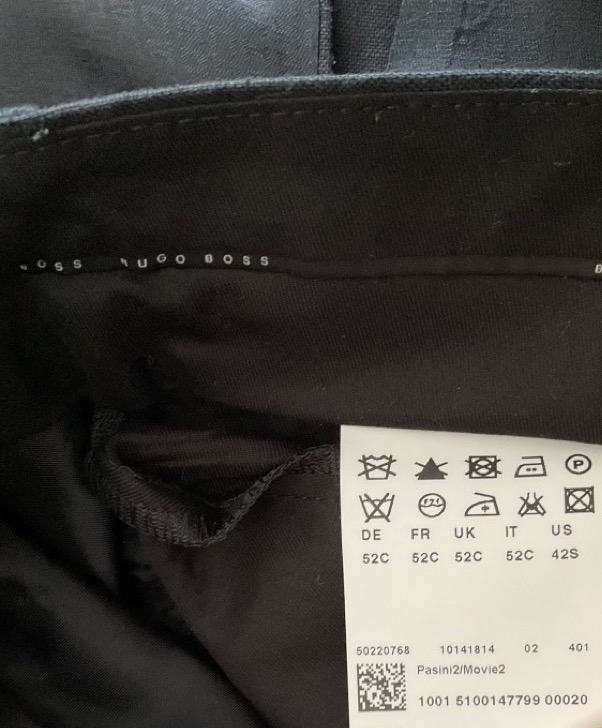 OSS HUGO BOSS B
P
DE FR UK IT US
52C 52C 52C 52C 42S
50220768 10141814 02 401
Pasini2/Movie2
1001 5100147799 00020